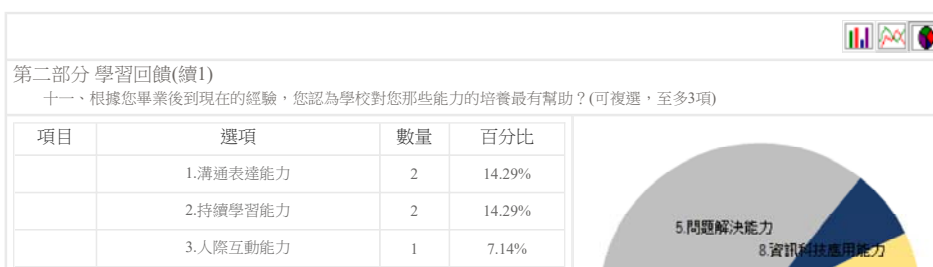 第二部分 學習回饋(續1)
十一、根據您畢業後到現在的經驗，您認為學校對您那些能力的培養最有幫助？(可複選，至多3項)
項目 選項 數量 百分比
1.溝通表達能力 2 14.29%
2.持續學習能力 2 14.29%
3.人際互動能力 1 7.14%
5.問題解決能力
8.資訊科技應用能力